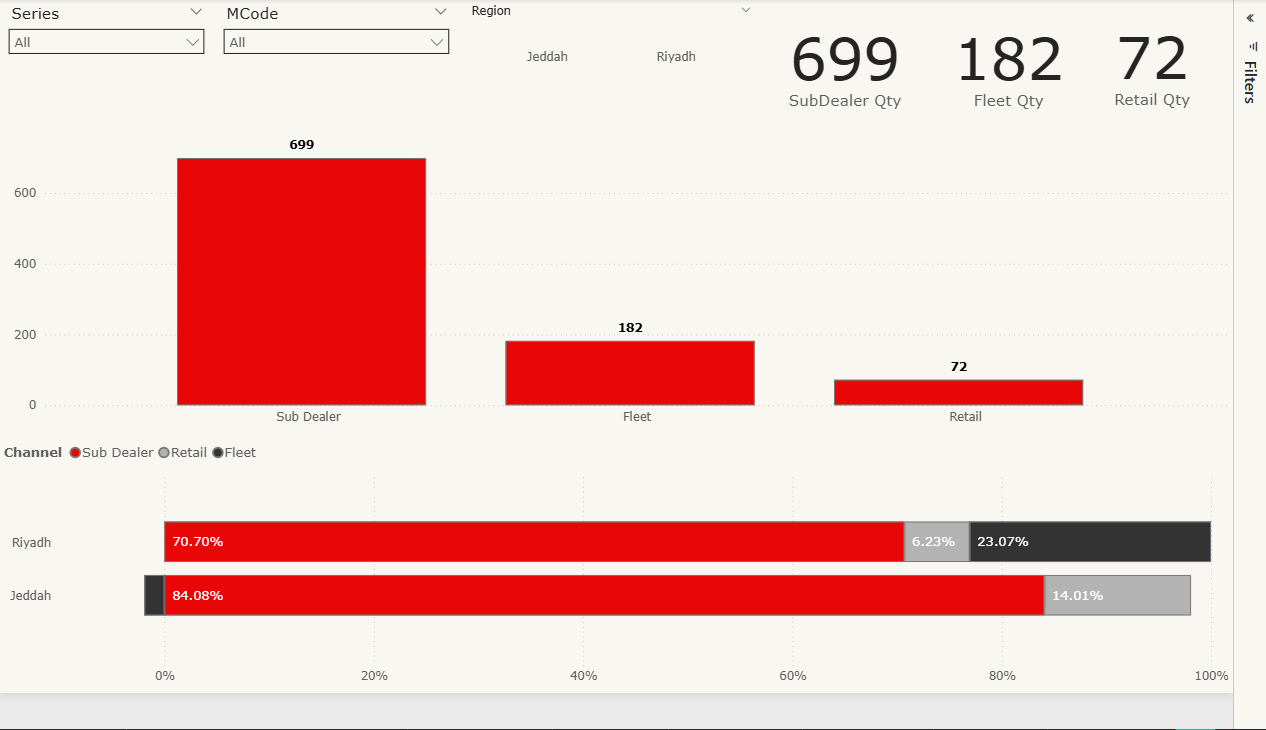 Series
MCode
Region
All
All
Jeddah
Riyadh
699
182
72
SubDealer Qty
Fleet Qty
Retail Qty
Filters
699
600
400
200
0
182
72
Sub Dealer
Fleet
Retail
Channel Sub Dealer Retail Fleet
Riyadh
70.70%
6.23%
23.07%
Jeddah
84.08%
14.01%
0%
20%
40%
60%
80%
100%